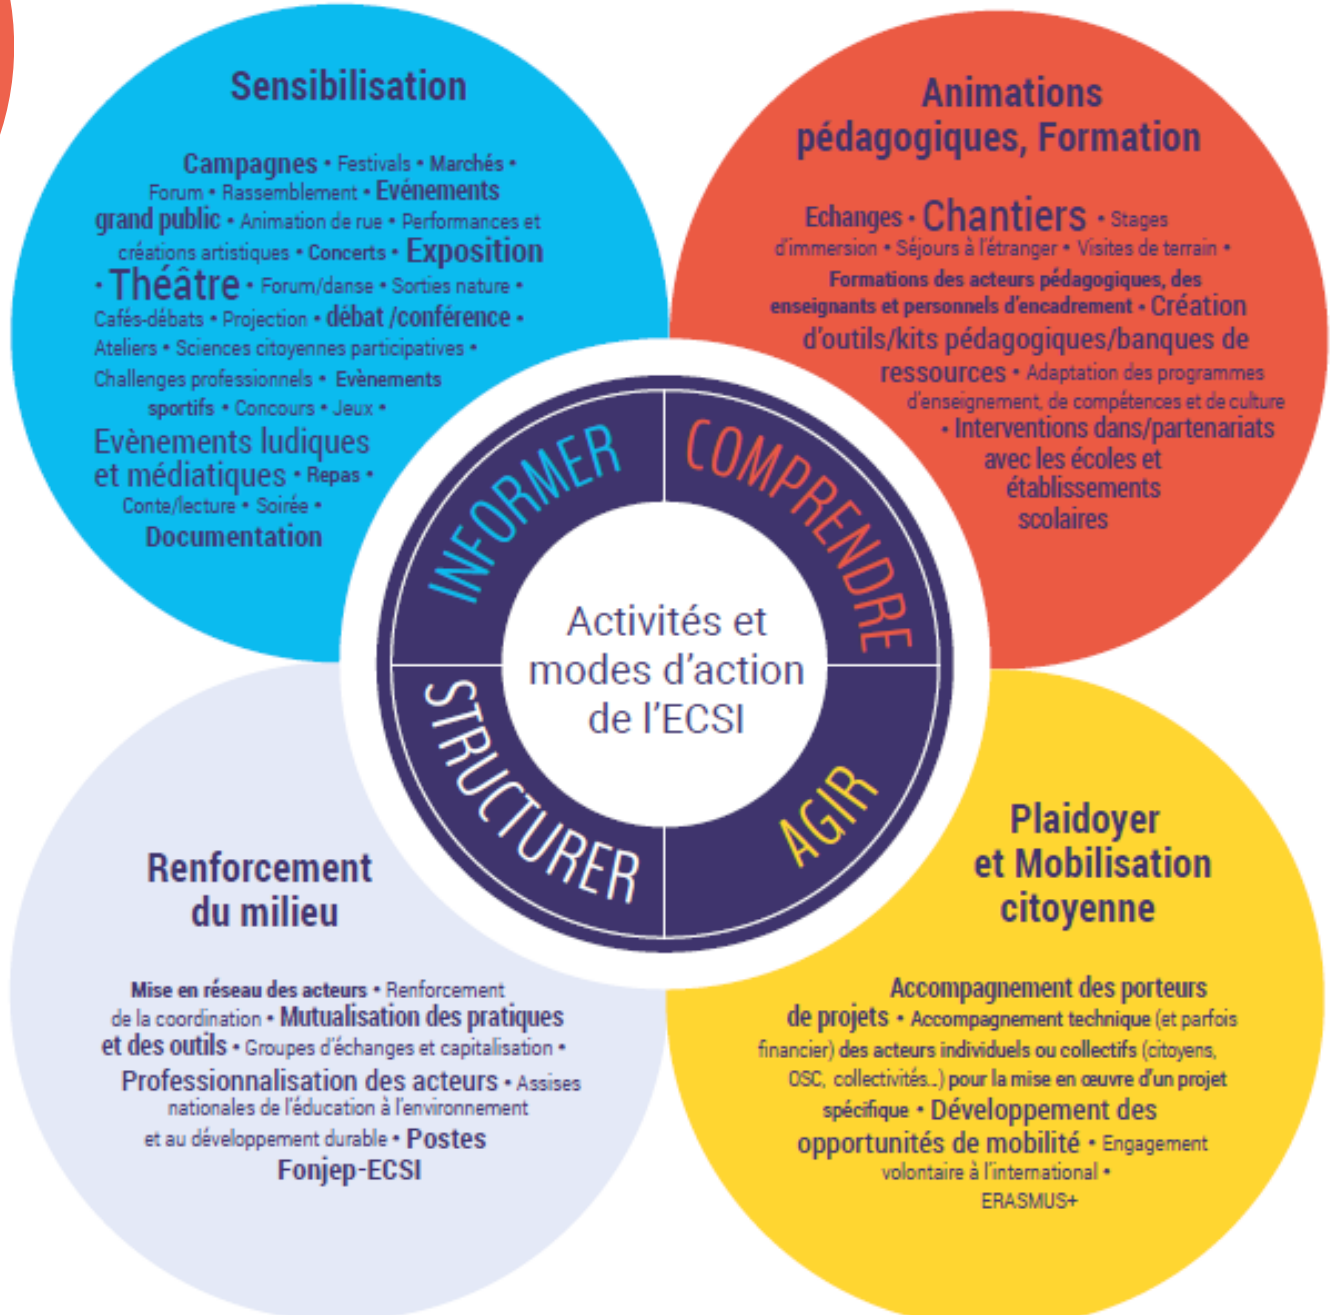 Sensibilisation
Campagnes • Festivals • Marchés •
Forum • Rassemblement • Evénements
grand public • Animation de rue • Performances et
créations artistiques • Concerts • Exposition
• Théâtre • Forum/danse • Sorties nature •
Cafés-débats • Projection • débat /conférence •
Ateliers • Sciences citoyennes participatives •
Challenges professionnels • Evènements
sportifs • Concours • Jeux •
Evènements ludiques
et médiatiques • Repas •
Conte/lecture • Soirée •
Documentation
Animations
pédagogiques, Formation
Echanges • Chantiers • Stages
d'immersion • Séjours à l'étranger • Visites de terrain •
Formations des acteurs pédagogiques, des
enseignants et personnels d'encadrement • Création
d'outils/kits pédagogiques/banques de
ressources • Adaptation des programmes
d'enseignement, de compétences et de culture
• Interventions dans/partenariats
avec les écoles et
établissements
scolaires
INFORMER
COMPRENDRE
Activités et
modes d'action
de l'ECSI
STRUCTURER
AGIR
Renforcement
du milieu
Mise en réseau des acteurs • Renforcement
de la coordination • Mutualisation des pratiques
et des outils • Groupes d'échanges et capitalisation •
Professionnalisation des acteurs • Assises
nationales de l'éducation à l'environnement
et au développement durable • Postes
Fonjep-ECSI
Plaidoyer
et Mobilisation
citoyenne
Accompagnement des porteurs
de projets • Accompagnement technique (et parfois
financier) des acteurs individuels ou collectifs (citoyens,
OSC, collectivités…) pour la mise en œuvre d'un projet
spécifique • Développement des
opportunités de mobilité • Engagement
volontaire à l'international •
ERASMUS+